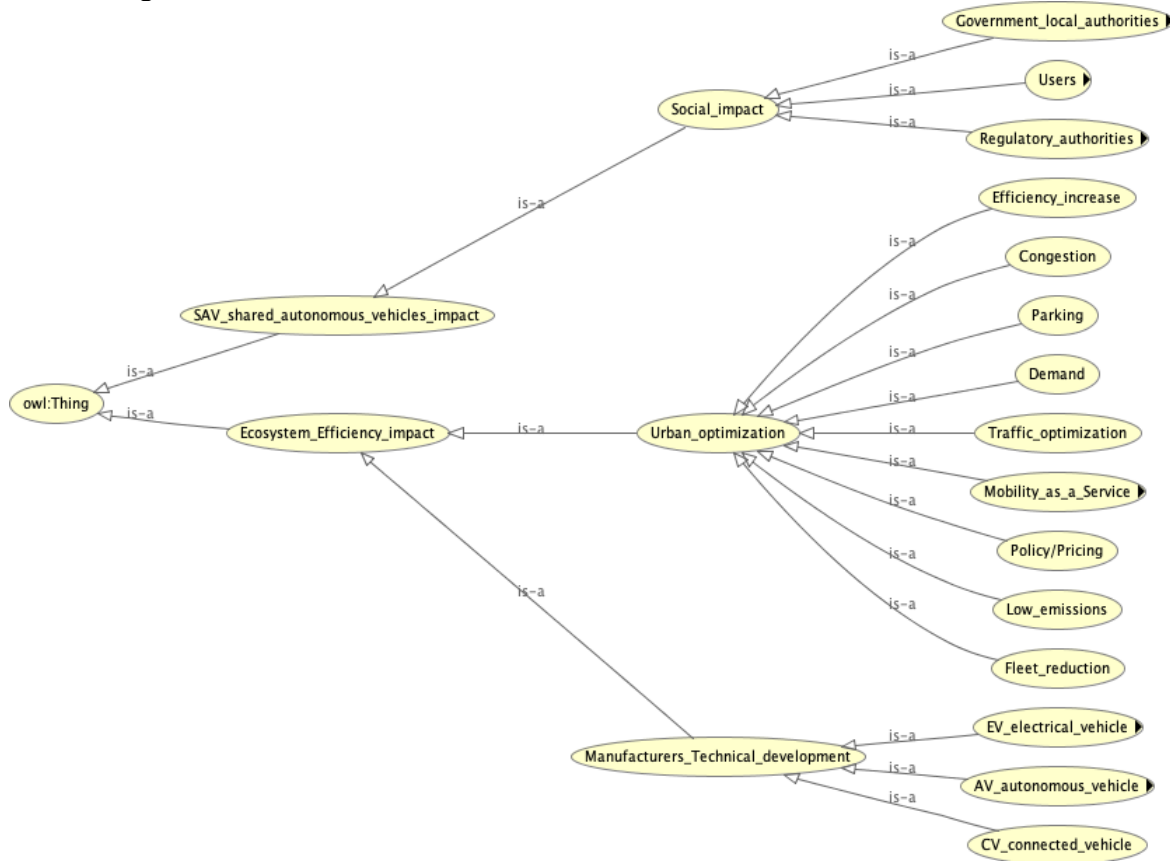 Government_local_authorities
is-a
Users
is-a
Social_impact
is-a
Regulatory_authorities
Efficiency_increase
is-a
is-a
Congestion
is-a
SAV_shared_autonomous_vehicles_impact
Parking
is-a
is-a
Demand
is-a
owl:Thing
is-a
Ecosystem_Efficiency_impact
is-a
Urban_optimization
is-a
Traffic_optimization
is-a
Mobility_as_a_Service
is-a
Policy/Pricing
is-a
is-a
Low_emissions
is-a
Fleet_reduction
EV_electrical_vehicle
is-a
Manufacturers_Technical_development
is-a
AV_autonomous_vehicle
is-a
CV_connected_vehicle